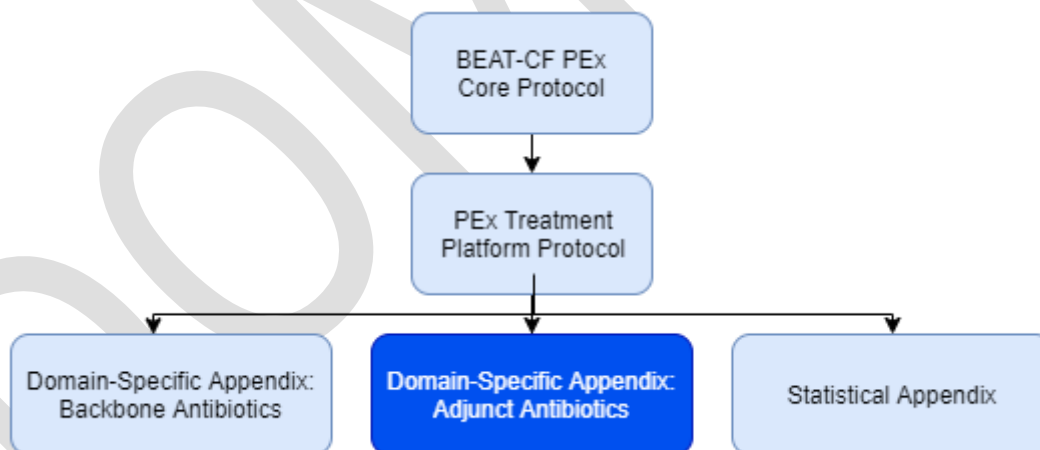 BEAT-CF PEx
Core Protocol
PEx Treatment
Platform Protocol
Domain-Specific Appendix:
Backbone Antibiotics
Domain-Specific Appendix:
Adjunct Antibiotics
Statistical Appendix